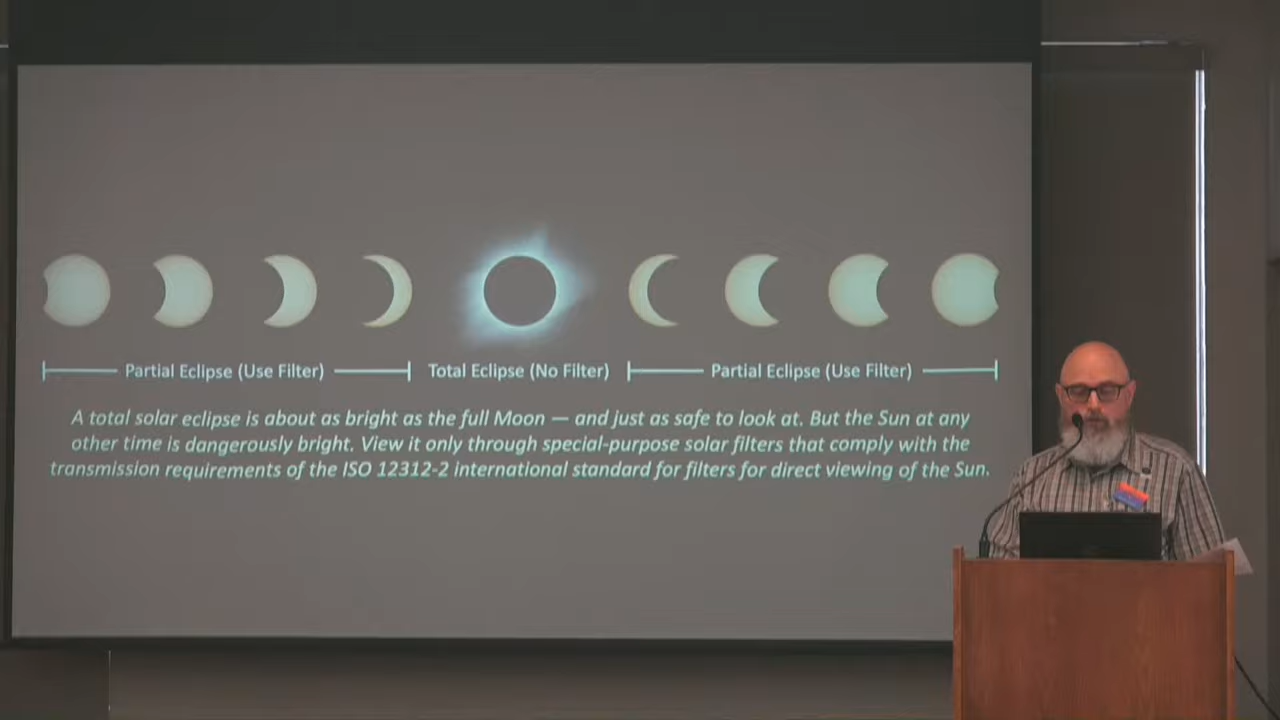 Partial Eclipse (Use Filter) Total Eclipse (No Filter) Partial Eclipse (Use Filter)
A total solar eclipse is about as bright as the full Moon — and just as safe to look at. But the Sun at any
other time is dangerously bright. View it only through special-purpose solar filters that comply with the
transmission requirements of the ISO 12312-2 international standard for filters for direct viewing of the Sun.